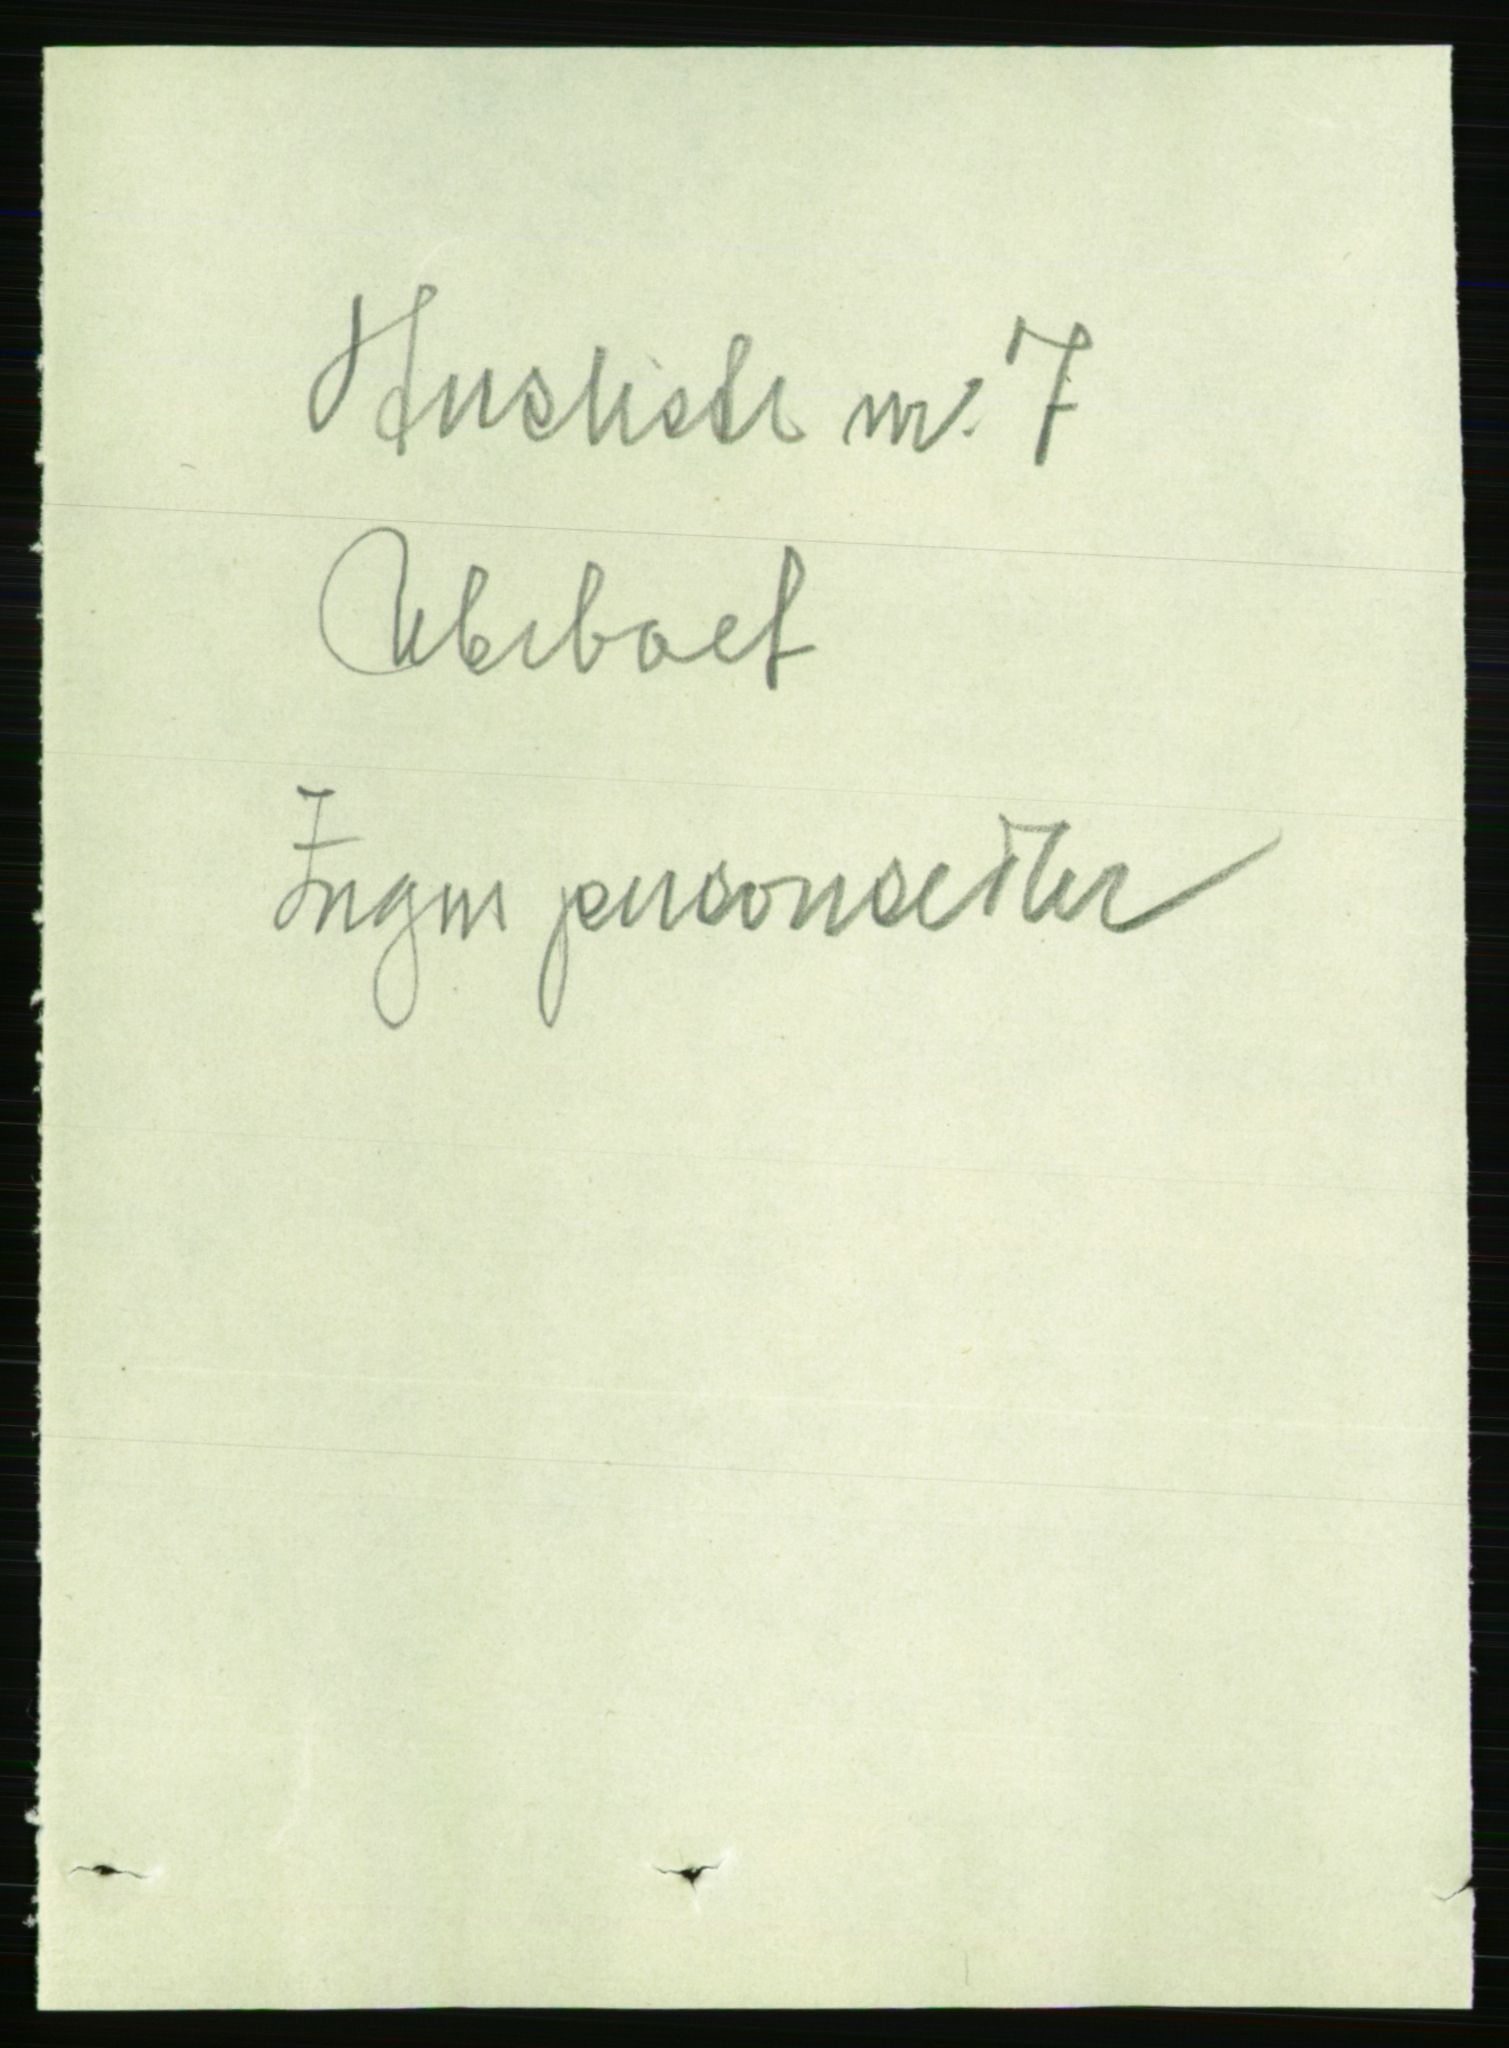 Husliste nr. 7
Ubeboet
Ingen personsedler